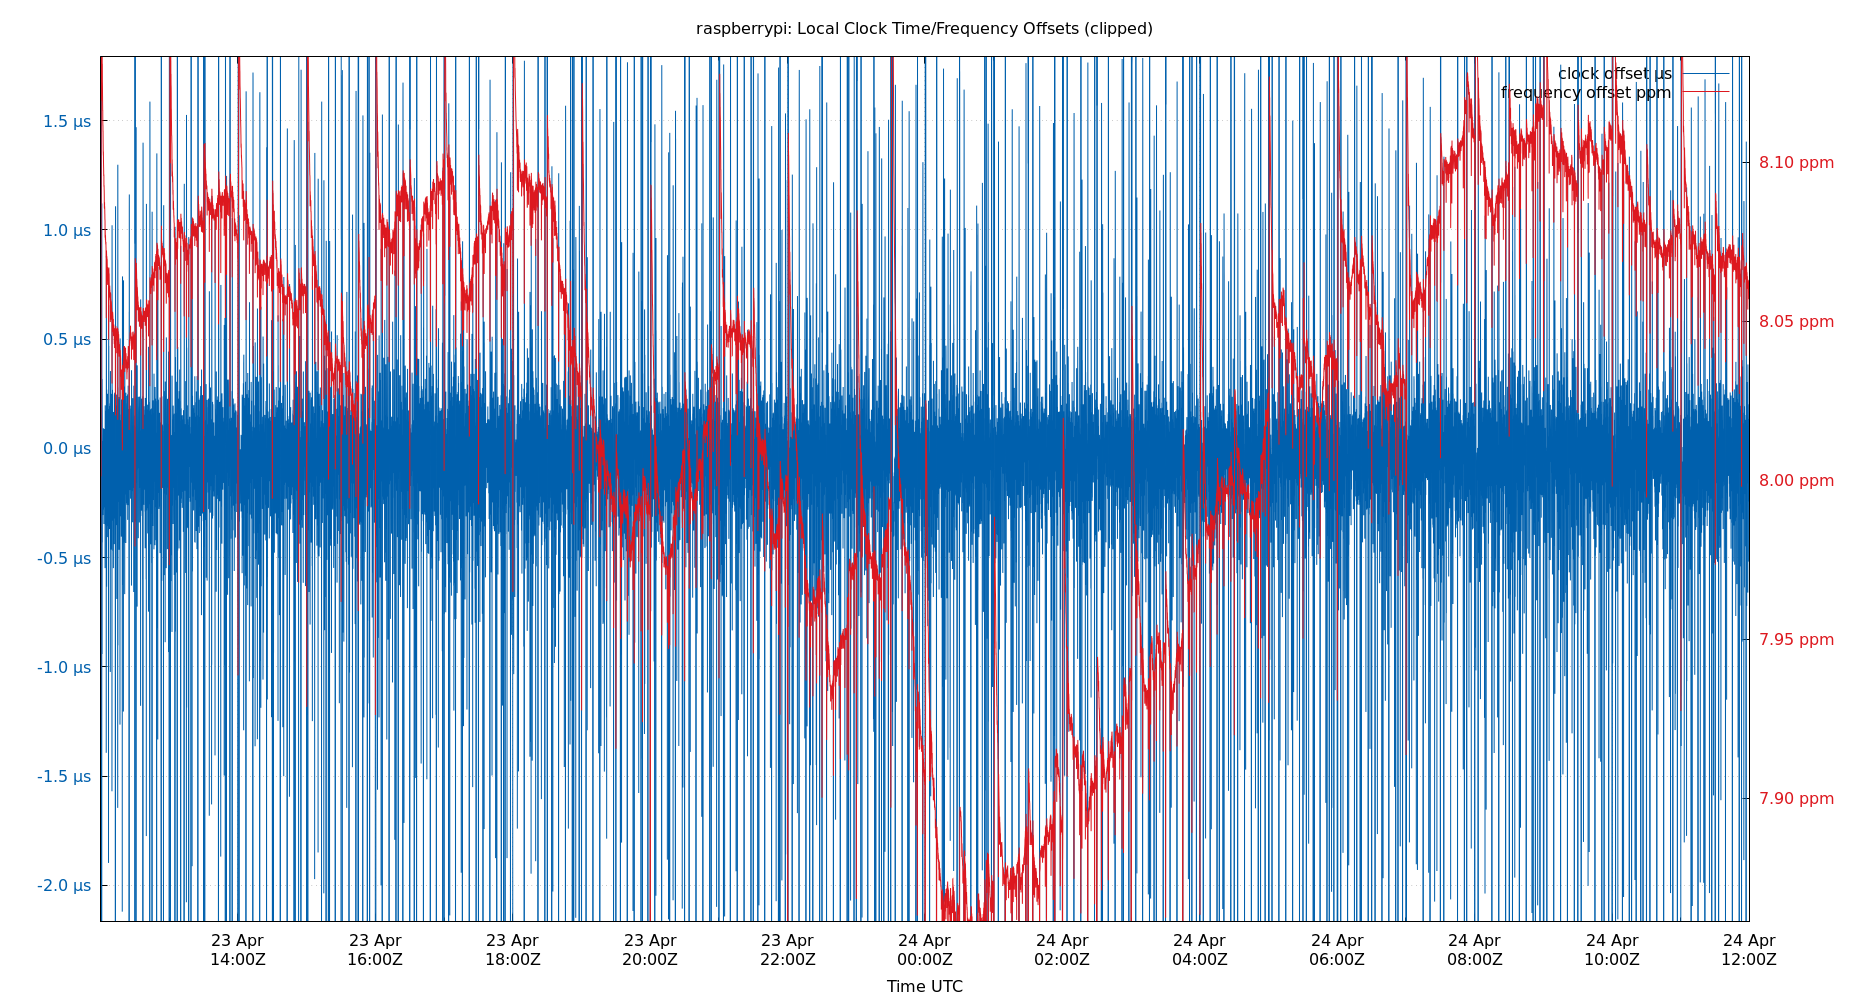 raspberrypi: Local Clock Time/Frequency Offsets (clipped)
clock offset µs
frequency offset ppm
1.5 µs
1.0 µs
0.5 µs
0.0 µs
-0.5 µs
-1.0 µs
-1.5 µs
-2.0 µs
8.10 ppm
8.05 ppm
8.00 ppm
7.95 ppm
7.90 ppm
23 Apr 23 Apr 23 Apr 23 Apr 23 Apr 24 Apr 24 Apr 24 Apr 24 Apr 24 Apr 24 Apr 24 Apr
14:00Z 16:00Z 18:00Z 20:00Z 22:00Z 00:00Z 02:00Z 04:00Z 06:00Z 08:00Z 10:00Z 12:00Z
Time UTC